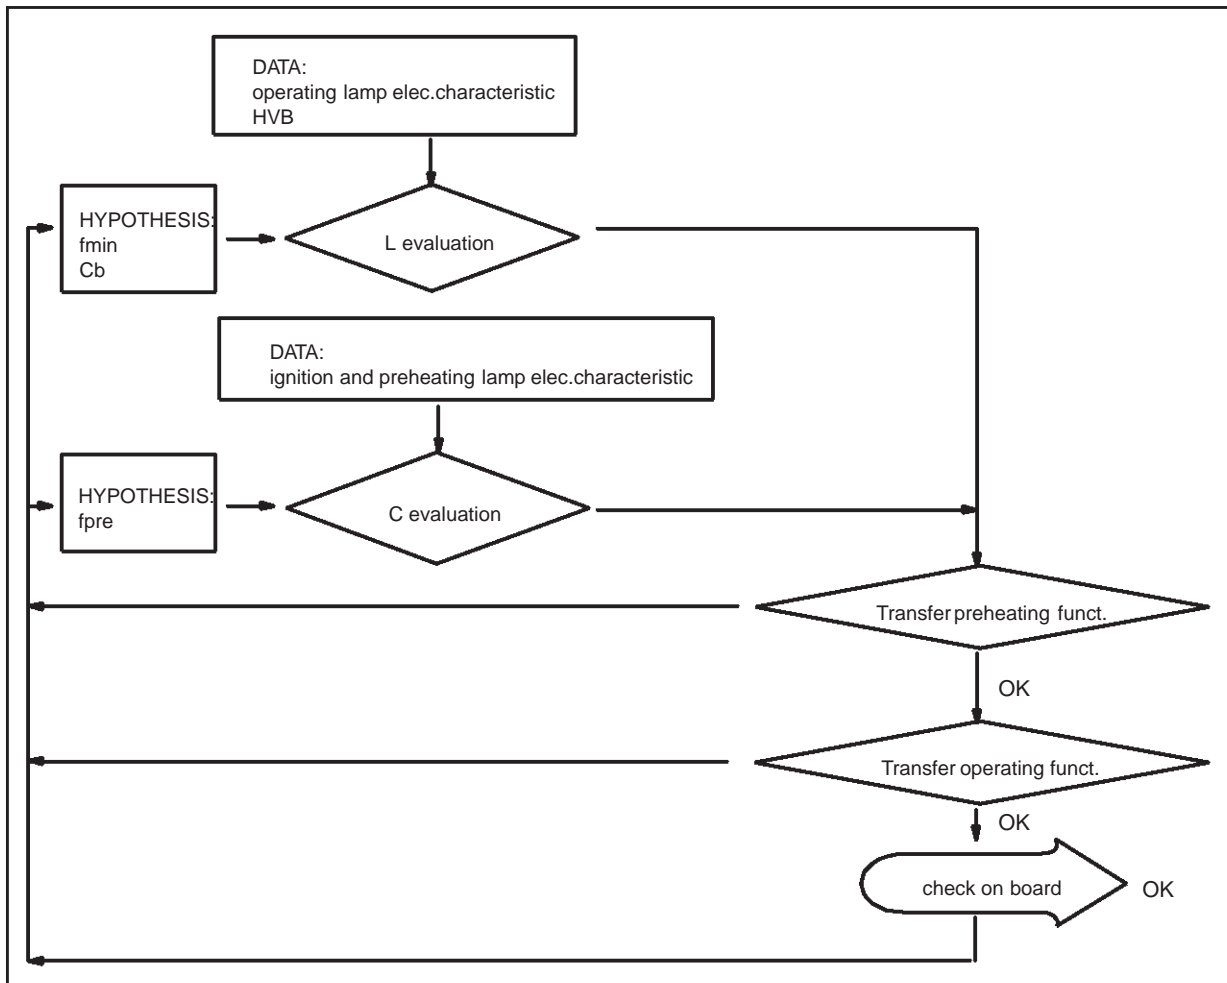 DATA:
operating lamp elec.characteristic
HVB
HYPOTHESIS:
fmin
Cb
L evaluation
DATA:
ignition and preheating lamp elec.characteristic
HYPOTHESIS:
fpre
C evaluation
Transfer preheating funct.
OK
Transfer operating funct.
OK
check on board
OK